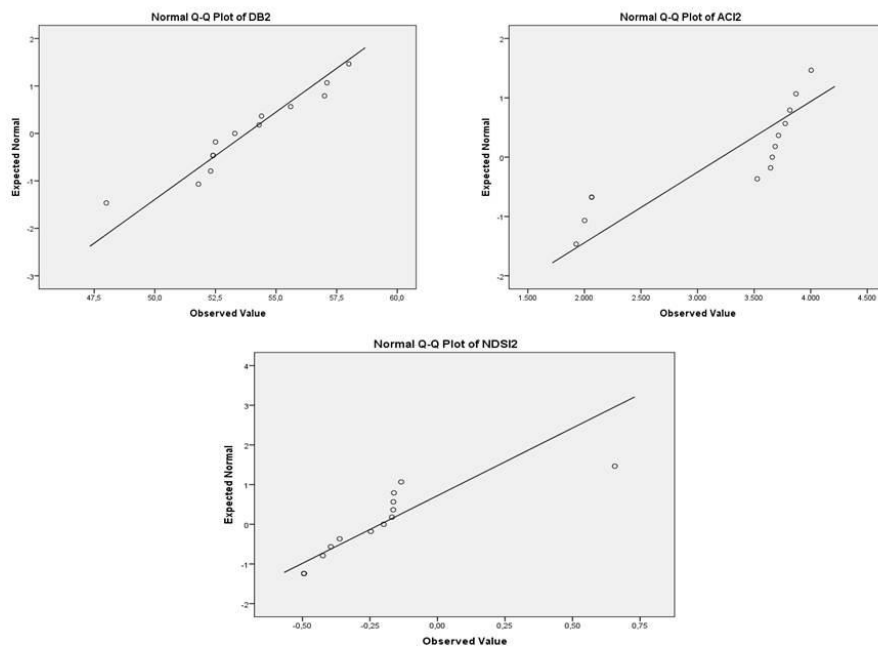 Normal Q-Q Plot of DB2
Expected Normal
2
1
0
-1
-2
-3
47,5 50,0 52,5 55,0 57,5 60,0
Observed Value
Normal Q-Q Plot of ACI2
Expected Normal
2
1
0
-1
-2
1.500 2.000 2.500 3.000 3.500 4.000 4.500
Observed Value
Normal Q-Q Plot of NDSI2
Expected Normal
4
3
2
1
0
-1
-2
-0,50 -0,25 0,00 0,25 0,50 0,75
Observed Value